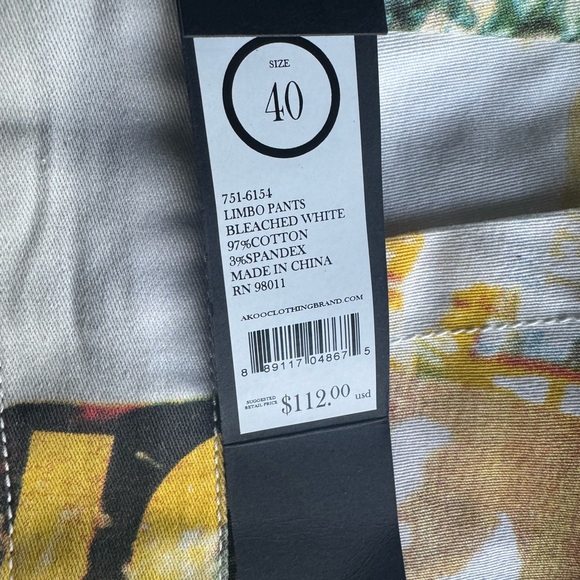 SIZE
40
751-6154
LIMBO PANTS
BLEACHED WHITE
97%COTTON
3%SPANDEX
MADE IN CHINA
RN 98011
AKOOCLOTHINGBRAND.COM
8 89117 04867 5
SUGGESTED
RETAIL PRICE $112.00 usd